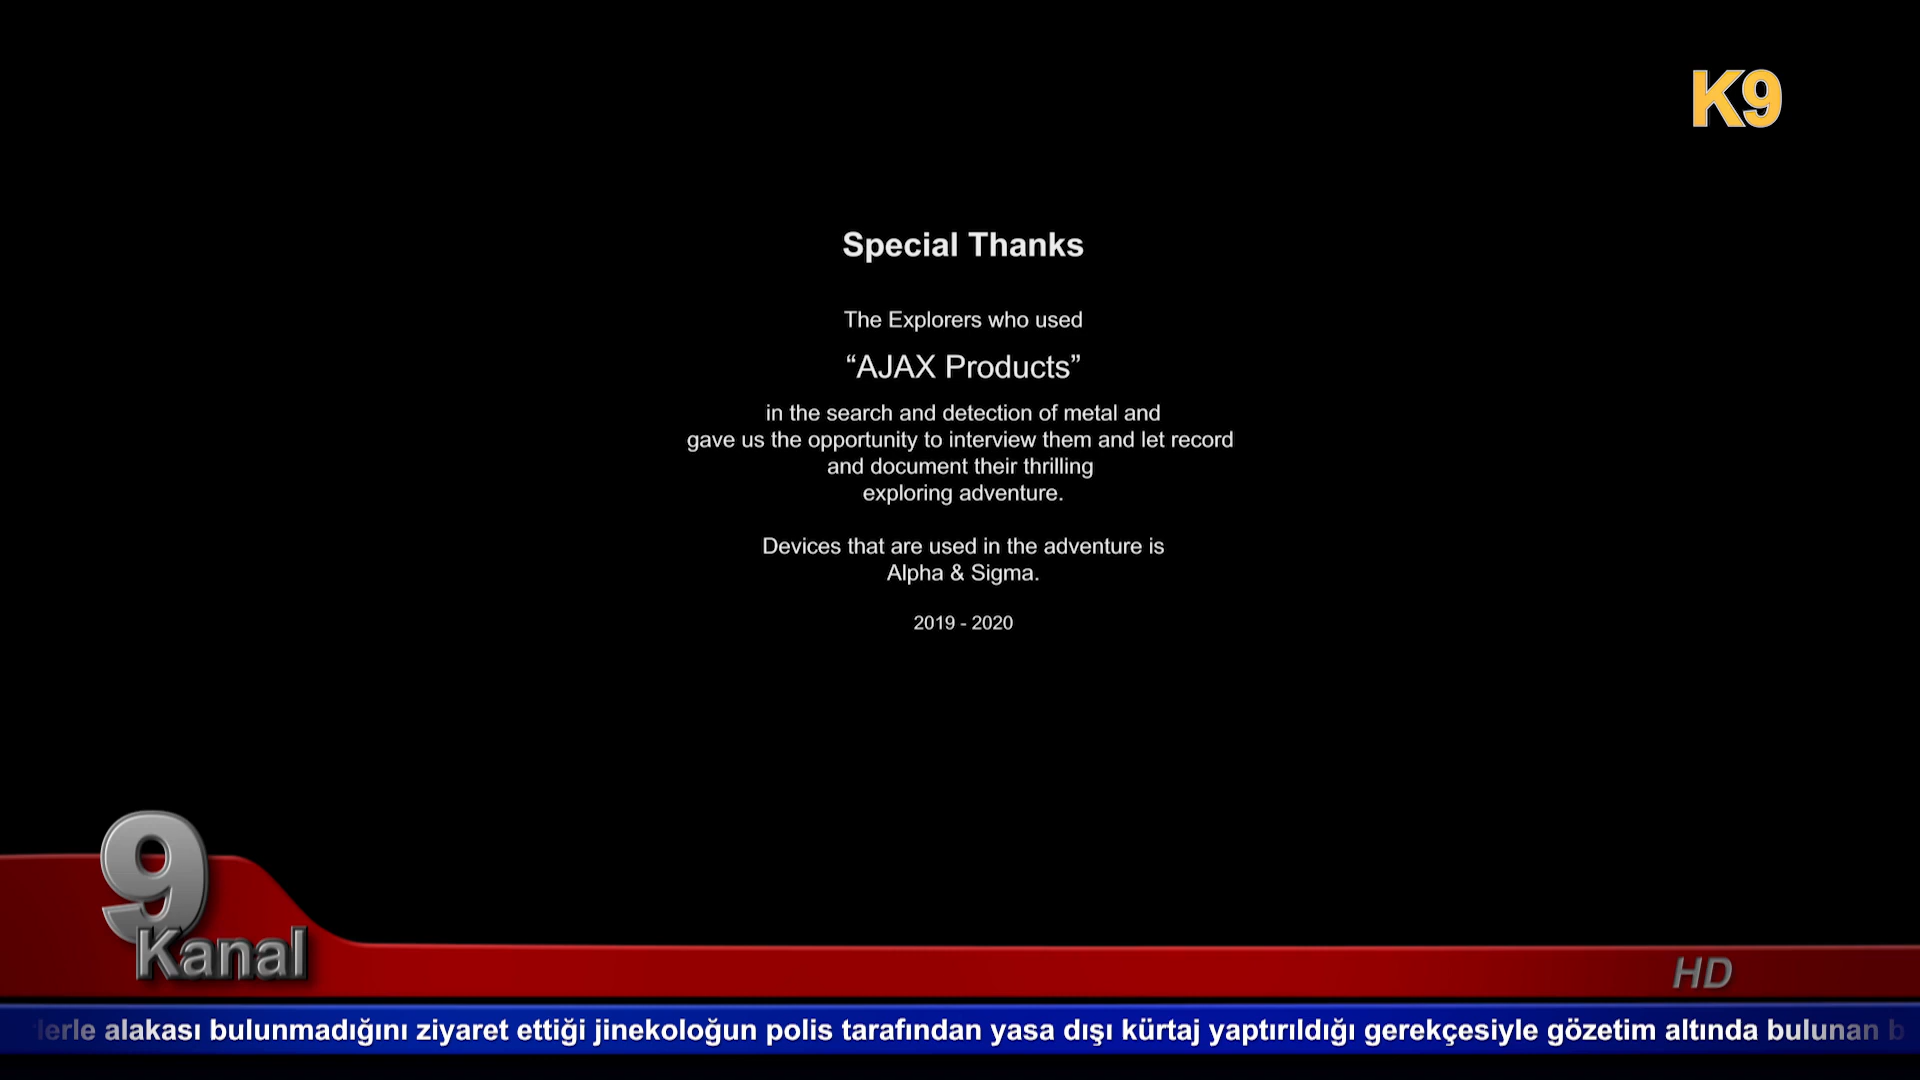 K9
Special Thanks
The Explorers who used
“AJAX Products”
in the search and detection of metal and
gave us the opportunity to interview them and let record
and document their thrilling
exploring adventure.
Devices that are used in the adventure is
Alpha & Sigma.
2019 - 2020
9
Kanal
HD
alakası bulunmadığını ziyaret ettiği jinekoloğun polis tarafından yasa dışı kürtaj yaptırıldığı gerekçesiyle gözetim altında bulunan